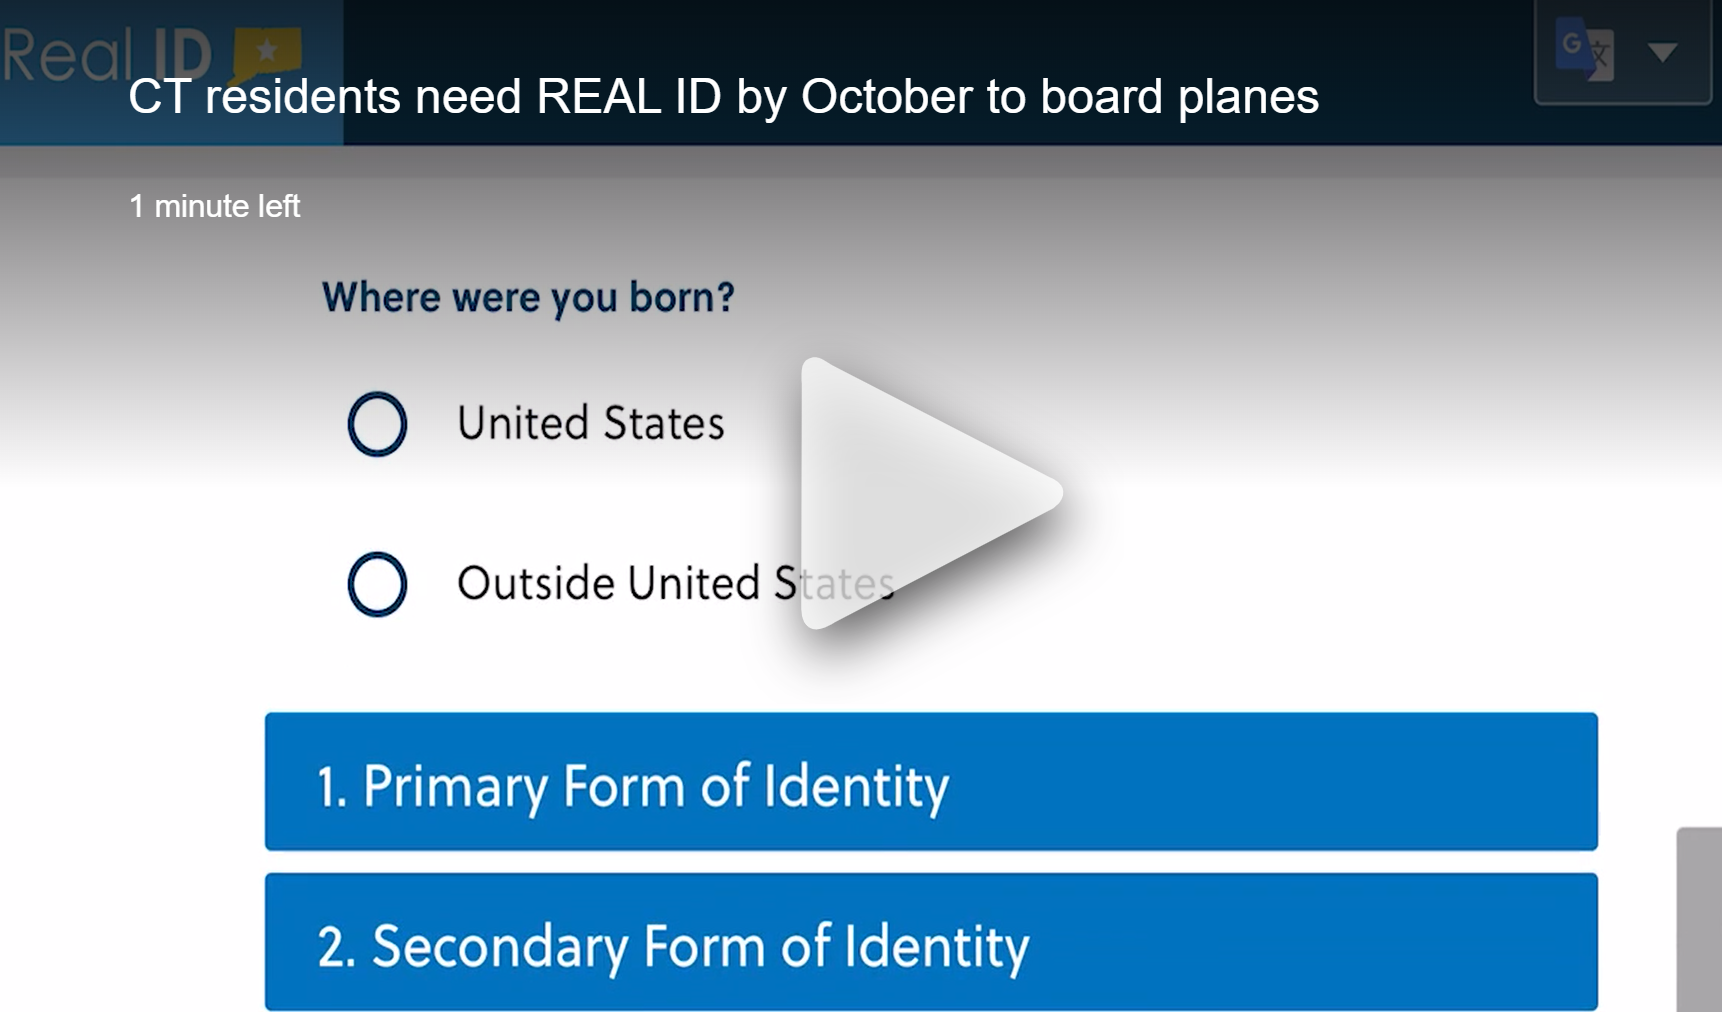 Real ID
CT residents need REAL ID by October to board planes
1 minute left
Where were you born?
United States
Outside United States
1. Primary Form of Identity
2. Secondary Form of Identity